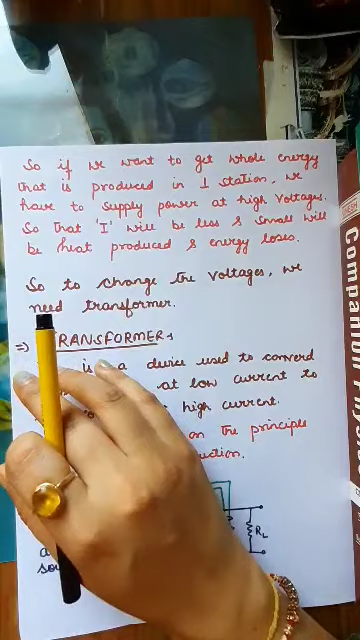 So if we want to get whole energy
that is produced in 1 station, we
have to supply power at high voltages.
So that 'I' will be less & small will
be heat produced & energy loses.
So to change the voltages, we
need transformer.
⇒ TRANSFORMER
is a device used to converd
at low current to
high current.
on the principle
uction.
RL
Companion